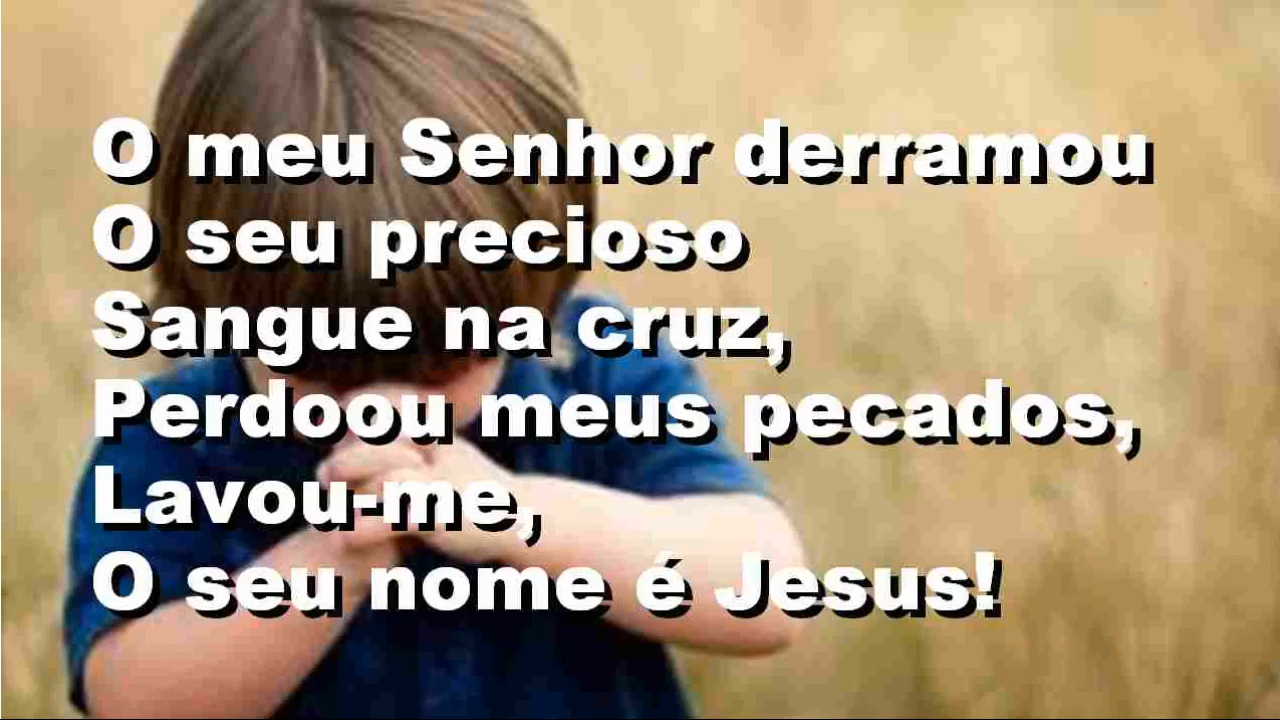 O meu Senhor derramou
O seu precioso
Sangue na cruz,
Perdoou meus pecados,
Lavou-me,
O seu nome é Jesus!